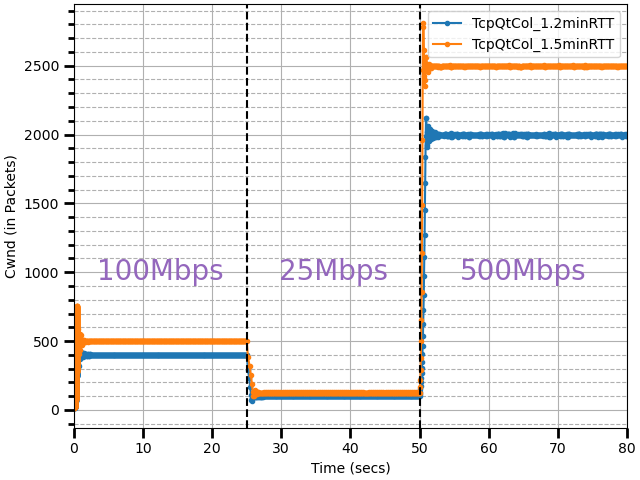 TcpQtCol_1.2minRTT
TcpQtCol_1.5minRTT
Cwnd (in Packets)
2500
2000
1500
1000
500
0
100Mbps 25Mbps 500Mbps
0 10 20 30 40 50 60 70 80
Time (secs)